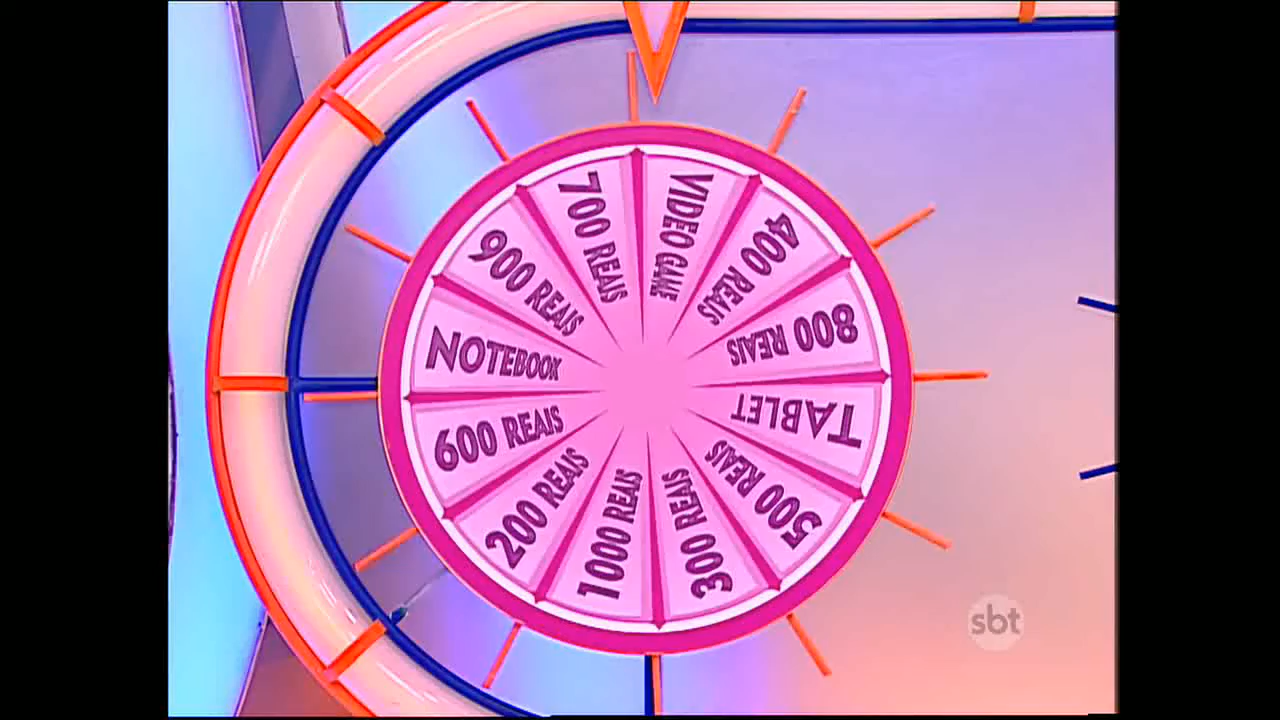 VIDEO GAME
400 REAIS
800 REAIS
TABLET
500 REAIS
300 REAIS
1000 REAIS
200 REAIS
600 REAIS
NOTEBOOK
900 REAIS
700 REAIS
sbt